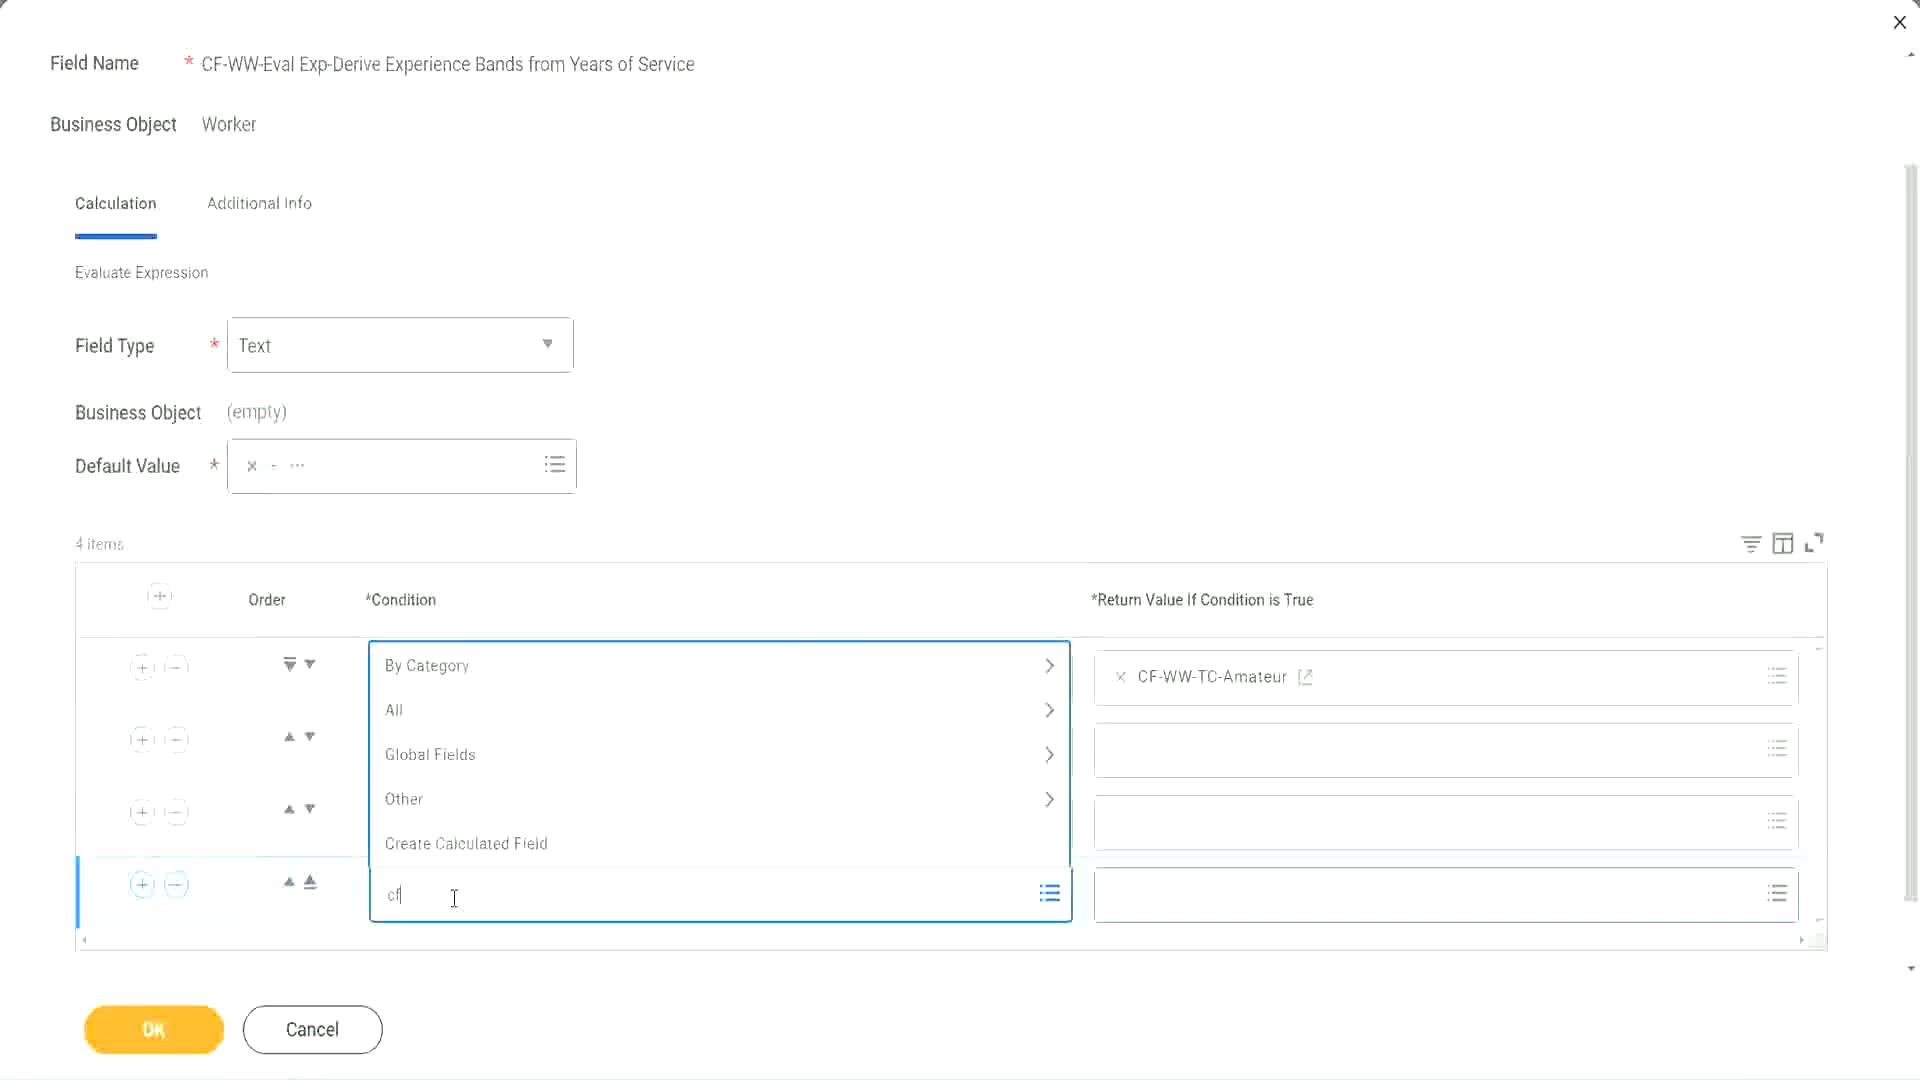 Field Name * CF-WW-Eval Exp-Derive Experience Bands from Years of Service
Business Object Worker
Calculation Additional Info
Evaluate Expression
Field Type * Text
Business Object (empty)
Default Value * × - ...
4 items
Order *Condition *Return Value If Condition is True
By Category
× CF-WW-TC-Amateur
All
Global Fields
Other
Create Calculated Field
cf
OK Cancel